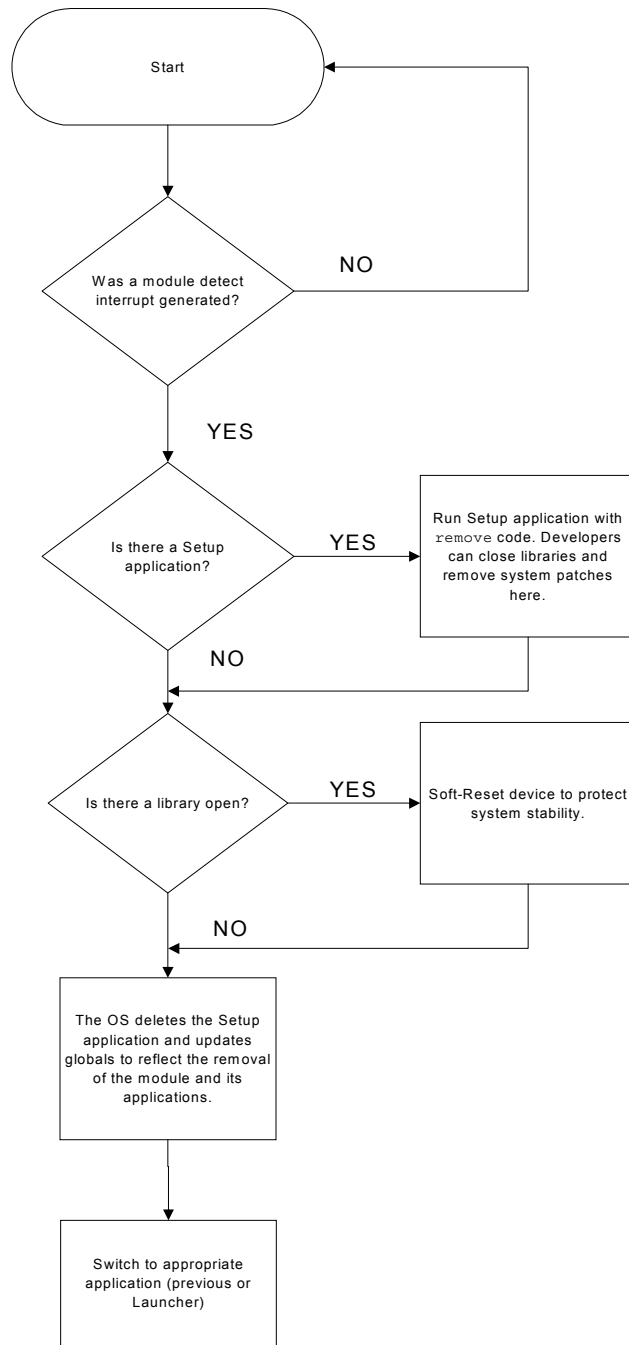 Start
NO
Was a module detect
interrupt generated?
YES
Is there a Setup
application?
YES
Run Setup application with
remove code. Developers
can close libraries and
remove system patches
here.
NO
Is there a library open?
YES
Soft-Reset device to protect
system stability.
NO
The OS deletes the Setup
application and updates
globals to reflect the removal
of the module and its
applications.
Switch to appropriate
application (previous or
Launcher)